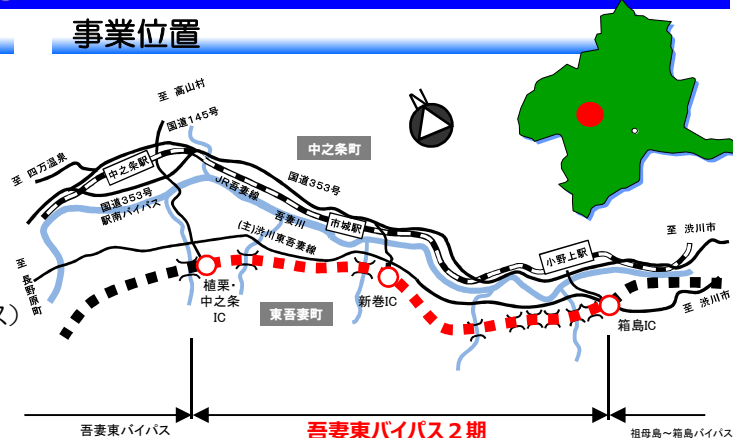 事業位置
至 高山村
国道145号
中之条町
至 四万温泉
中之条駅
国道353号
JR吾妻線
国道353号
駅南バイパス
吾妻川
市城駅
(主)渋川東吾妻線
小野上駅
至 渋川市
至 長野原町
植栗・
中之条
IC
新巻IC
東吾妻町
箱島IC
至 渋川市
ス)
吾妻東バイパス
吾妻東バイパス２期
祖母島～箱島バイパス